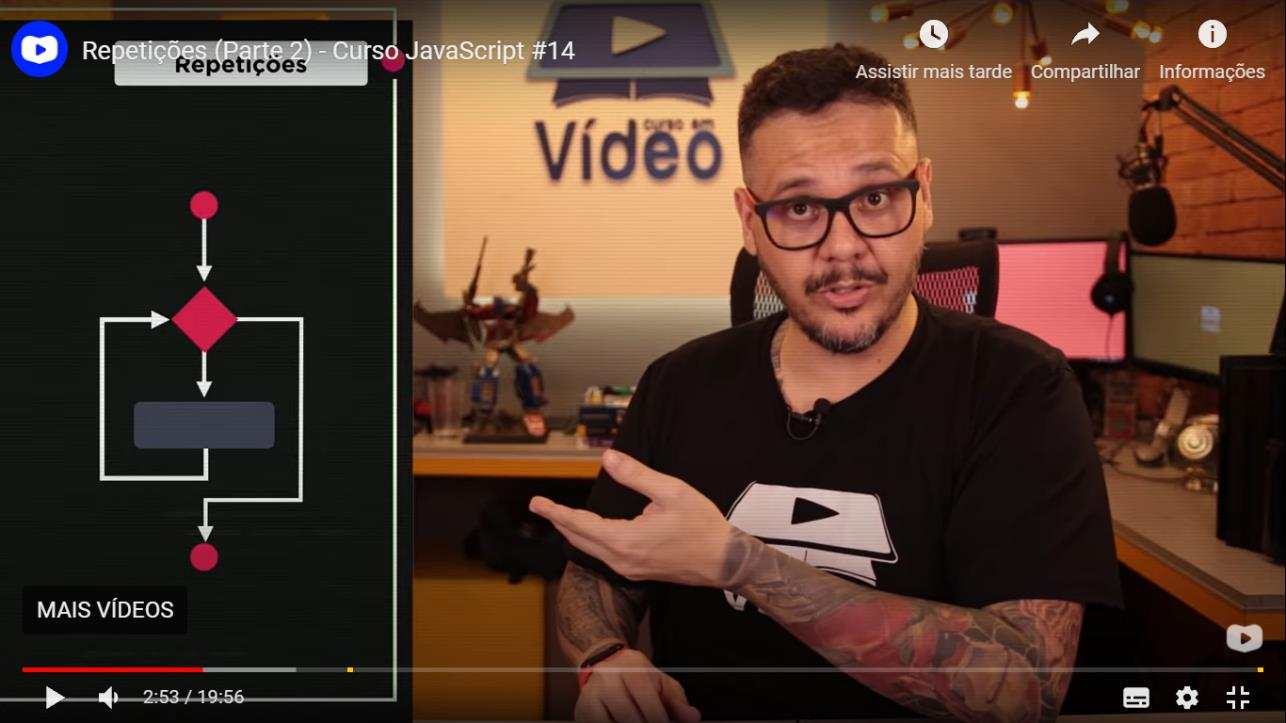 Repetições (Parte 2) - Curso JavaScript #14
Repetições
Assistir mais tarde
Compartilhar
Informações
curso em
Vídeo
MAIS VÍDEOS
2:53 / 19:56